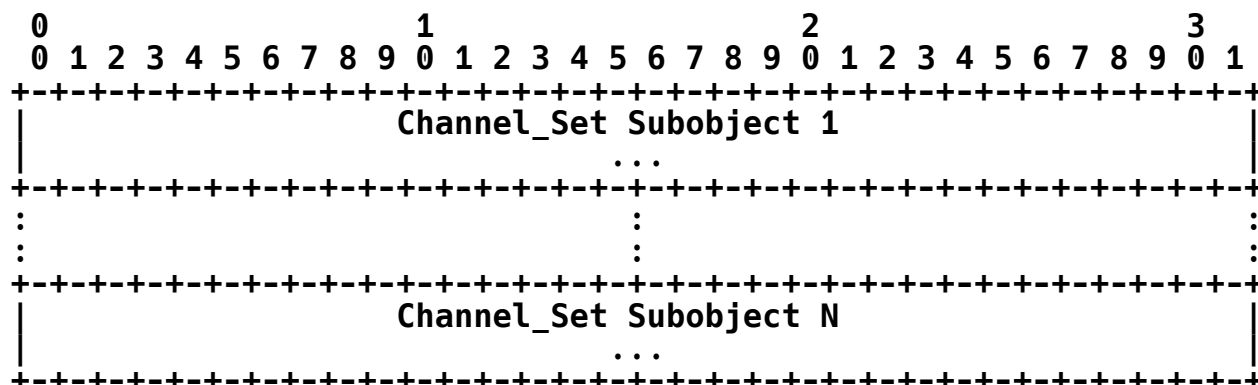 0                   1                   2                   3
 0 1 2 3 4 5 6 7 8 9 0 1 2 3 4 5 6 7 8 9 0 1 2 3 4 5 6 7 8 9 0 1
+-+-+-+-+-+-+-+-+-+-+-+-+-+-+-+-+-+-+-+-+-+-+-+-+-+-+-+-+-+-+-+-+
|                   Channel_Set Subobject 1                     |
|                              ...                              |
+-+-+-+-+-+-+-+-+-+-+-+-+-+-+-+-+-+-+-+-+-+-+-+-+-+-+-+-+-+-+-+-+
:                               :                               :
:                               :                               :
+-+-+-+-+-+-+-+-+-+-+-+-+-+-+-+-+-+-+-+-+-+-+-+-+-+-+-+-+-+-+-+-+
|                   Channel_Set Subobject N                     |
|                              ...                              |
+-+-+-+-+-+-+-+-+-+-+-+-+-+-+-+-+-+-+-+-+-+-+-+-+-+-+-+-+-+-+-+-+